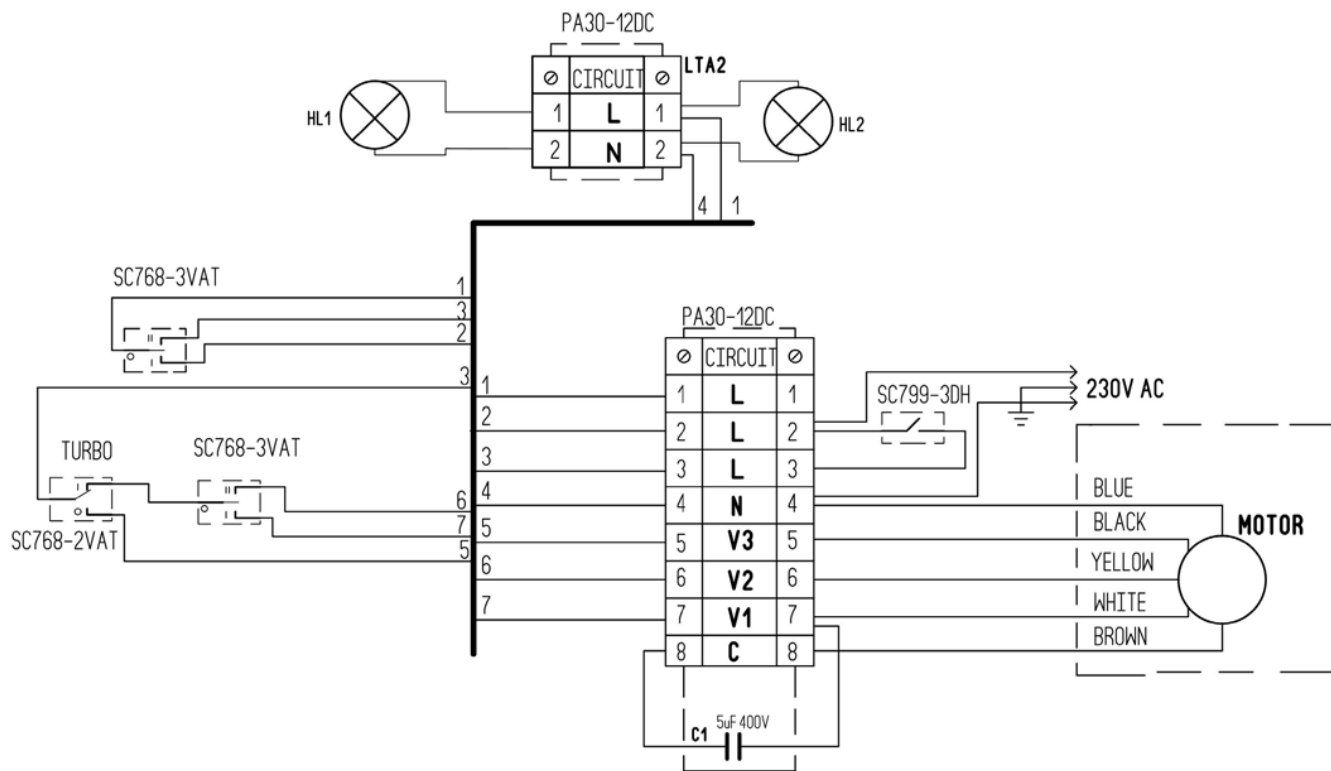 PA30-12DC
LTA2
CIRCUIT
HL1
1 L 1
HL2
2 N 2
4 1
SC768-3VAT
1
3
2
II
I
3
PA30-12DC
CIRCUIT
1 1 L 1
2 2 L 2
3 3 L 3
4 4 N 4
5 5 V3 5
6 6 V2 6
7 7 V1 7
8 C 8
SC799-3DH
230V AC
TURBO
I
SC768-2VAT
SC768-3VAT
II
I
6
7
5
BLUE
BLACK
YELLOW
WHITE
BROWN
MOTOR
C1
5uF 400V